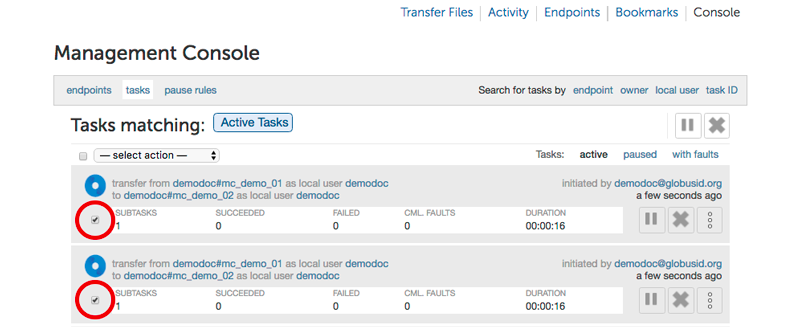 Transfer Files Activity Endpoints Bookmarks Console
Management Console
endpoints tasks pause rules Search for tasks by endpoint owner local user task ID
Tasks matching: Active Tasks
— select action — Tasks: active paused with faults
transfer from demodoc#mc_demo_01 as local user demodoc initiated by demodoc@globusid.org
to demodoc#mc_demo_02 as local user demodoc a few seconds ago
SUBTASKS SUCCEEDED FAILED CML. FAULTS DURATION
1 0 0 0 00:00:16
transfer from demodoc#mc_demo_01 as local user demodoc initiated by demodoc@globusid.org
to demodoc#mc_demo_02 as local user demodoc a few seconds ago
SUBTASKS SUCCEEDED FAILED CML. FAULTS DURATION
1 0 0 0 00:00:16